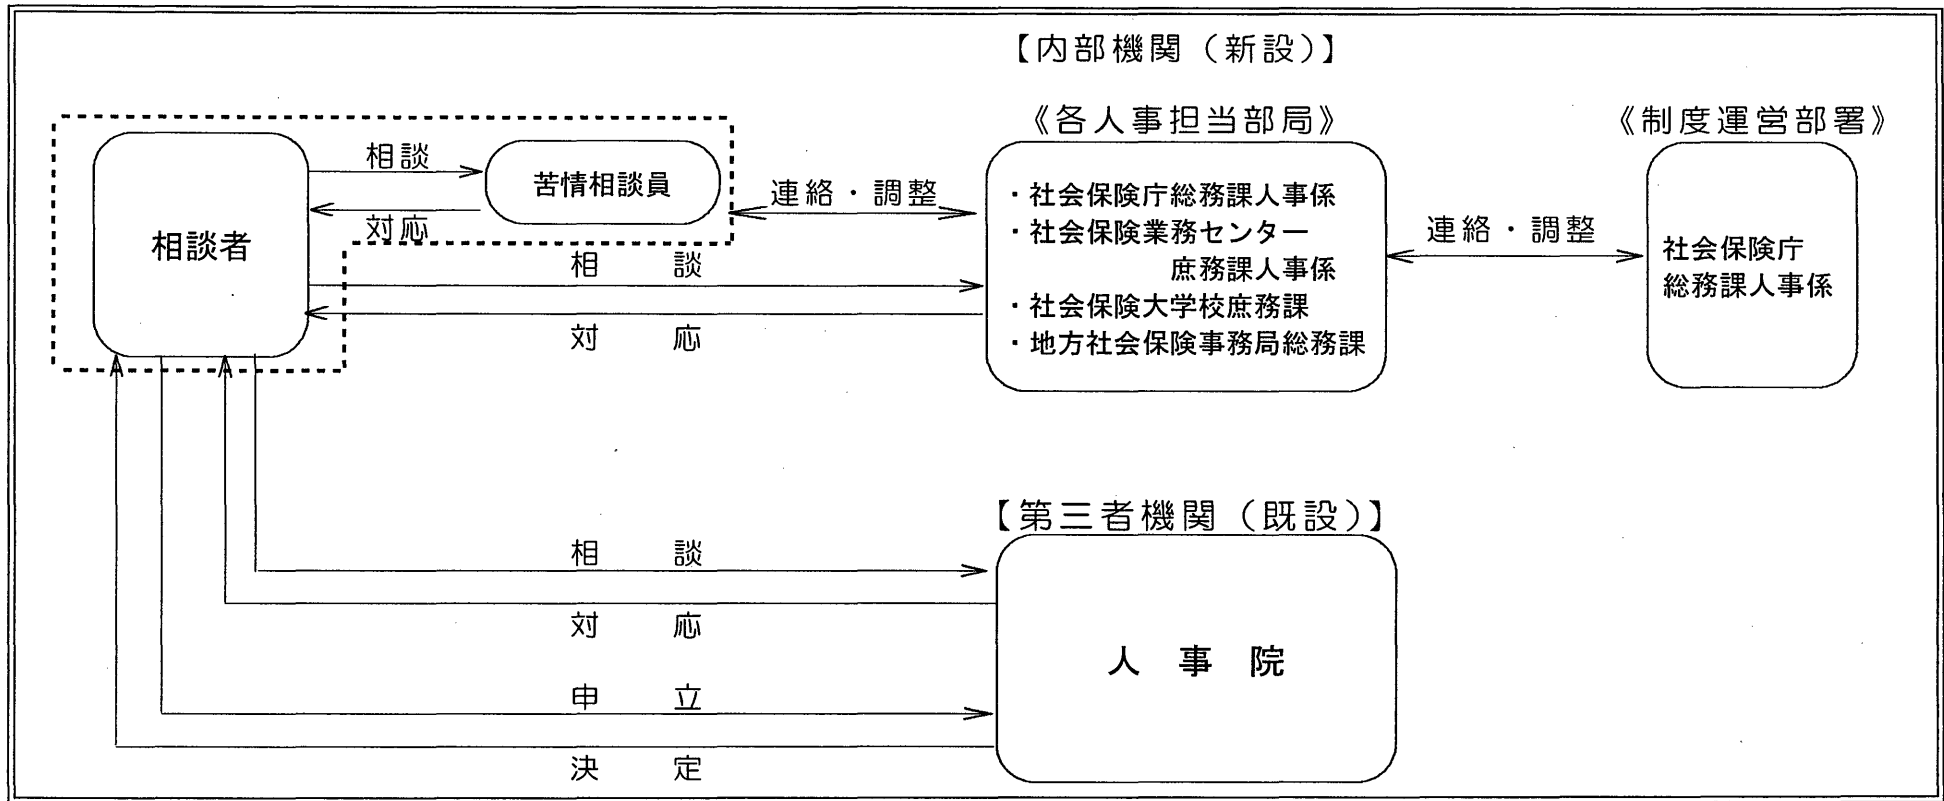 【内部機関（新設）】
《各人事担当部局》
《制度運営部署》
相談
苦情相談員
対応
相談者
連絡・調整
・社会保険庁総務課人事係
・社会保険業務センター
庶務課人事係
・社会保険大学校庶務課
・地方社会保険事務局総務課
連絡・調整
社会保険庁
総務課人事係
相　談
対　応
【第三者機関（既設）】
相　談
対　応
人　事　院
申　立
決　定